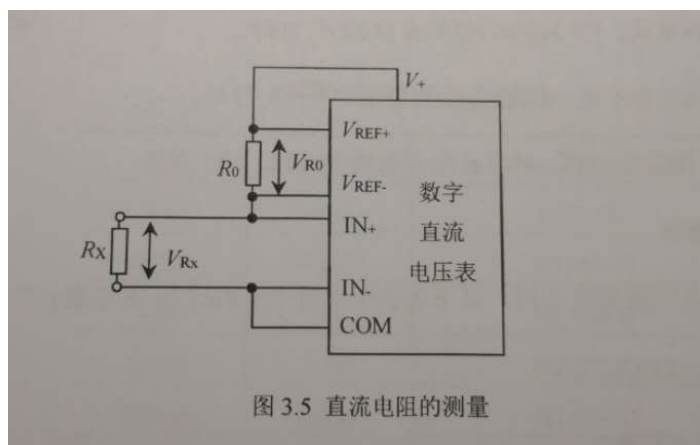 V+
VREF+
R0
VR0
VREF-
数字
IN+
直流
RX
VRx
电压表
IN-
COM
图 3.5 直流电阻的测量